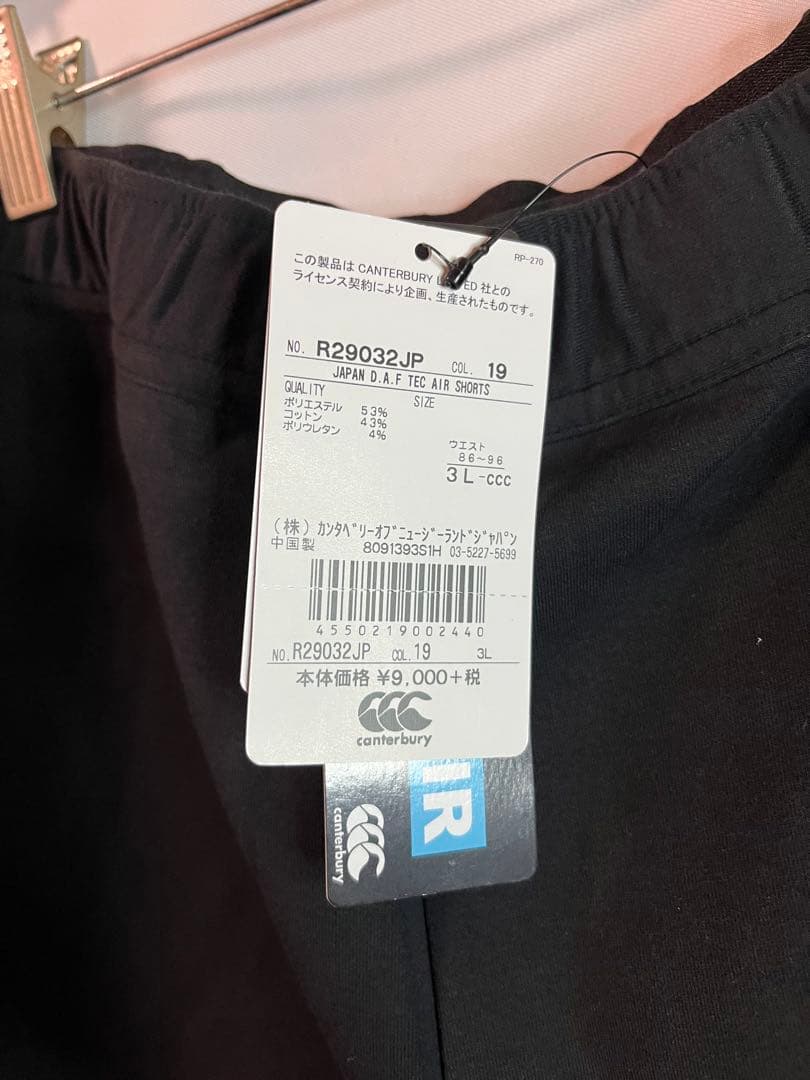 RP-270
この製品は CANTERBURY LIMITED 社との
ライセンス契約により企画、生産されたものです。
NO. R29032JP COL. 19
JAPAN D.A.F TEC AIR SHORTS
QUALITY SIZE
ポリエステル 53%
コットン 43%
ポリウレタン 4%
ウエスト
86~96
3L-CCC
(株) ｶﾝﾀﾍﾞﾘｰｵﾌﾞﾆｭｰｼﾞｰﾗﾝﾄﾞｼﾞｬﾊﾟﾝ
中国製 8091393S1H 03-5227-5699
4550219002440
NO. R29032JP COL. 19 3L
本体価格 ¥9,000+税
canterbury
IR
canterbury